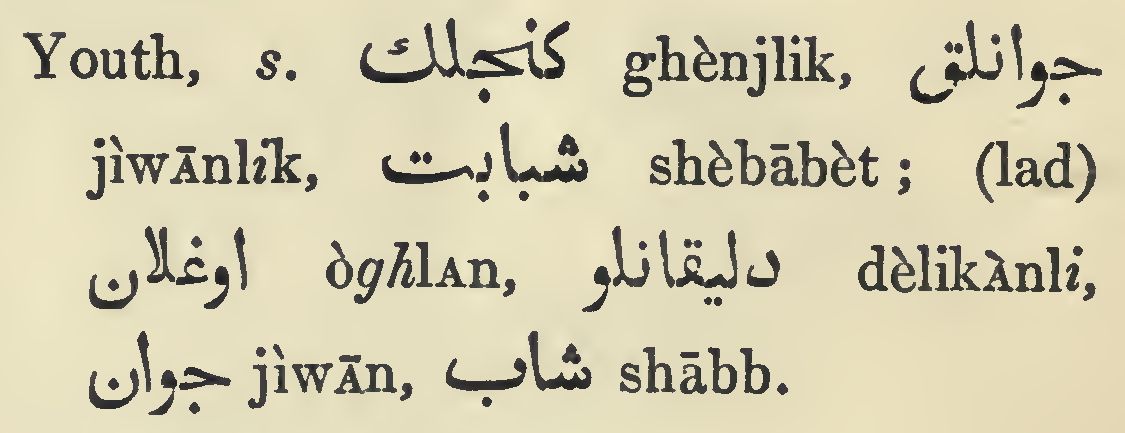 Youth, s. كنجلك ghènjlik, جوانلق
jìwĀnlik, شبابت shèbābèt ; (lad)
اوغلان òghlAn, دليقانلو dèlikÀnli,
جوان jìwĀn, شاب shābb.